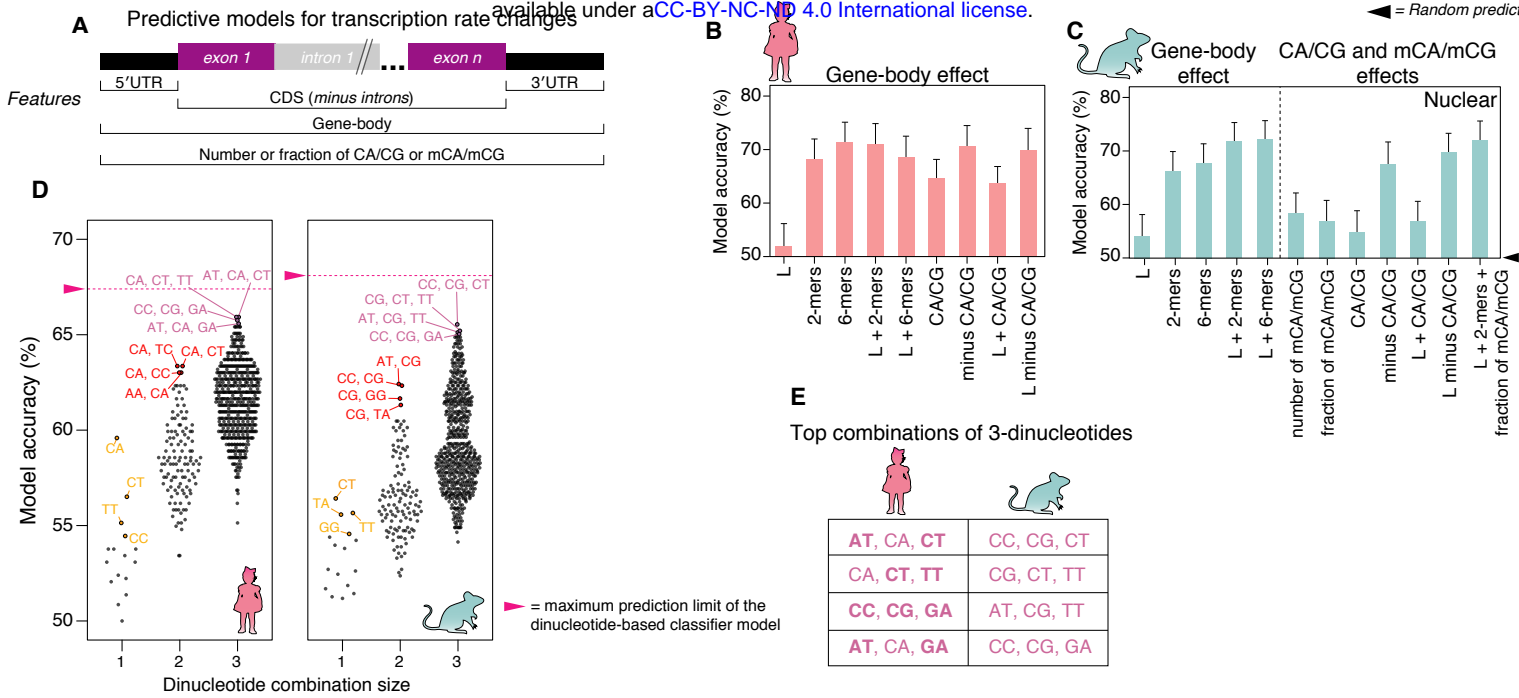 available under aCC-BY-NC-ND 4.0 International license.
A
Predictive models for transcription rate changes
exon 1
intron 1
...
exon n
5'UTR
3'UTR
Features
CDS (minus introns)
Gene-body
Number or fraction of CA/CG or mCA/mCG
B
Gene-body effect
Model accuracy (%)
80
70
60
50
L
2-mers
6-mers
L + 2-mers
L + 6-mers
CA/CG
minus CA/CG
L + CA/CG
L minus CA/CG
= Random predict
C
Gene-body
effect
CA/CG and mCA/mCG
effects
Nuclear
Model accuracy (%)
80
70
60
50
L
2-mers
6-mers
L + 2-mers
L + 6-mers
number of mCA/mCG
fraction of mCA/mCG
CA/CG
minus CA/CG
L + CA/CG
L minus CA/CG
L + 2-mers +
fraction of mCA/mCG
D
Model accuracy (%)
70
65
60
55
50
CA, CT, TT
AT, CA, CT
CC, CG, GA
AT, CA, GA
CA, TC
CA, CT
CA, CC
AA, CA
CA
CT
TT
CC
1
2
3
CC, CG, CT
CG, CT, TT
AT, CG, TT
CC, CG, GA
AT, CG
CC, CG
CG, GG
CG, TA
CT
TA
GG
TT
1
2
3
Dinucleotide combination size
= maximum prediction limit of the
dinucleotide-based classifier model
E
Top combinations of 3-dinucleotides
AT, CA, CT
CC, CG, CT
CA, CT, TT
CG, CT, TT
CC, CG, GA
AT, CG, TT
AT, CA, GA
CC, CG, GA